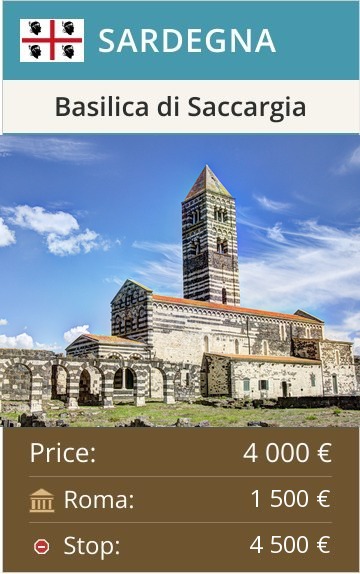 SARDEGNA
Basilica di Saccargia
Price: 4 000 €
Roma: 1 500 €
Stop: 4 500 €